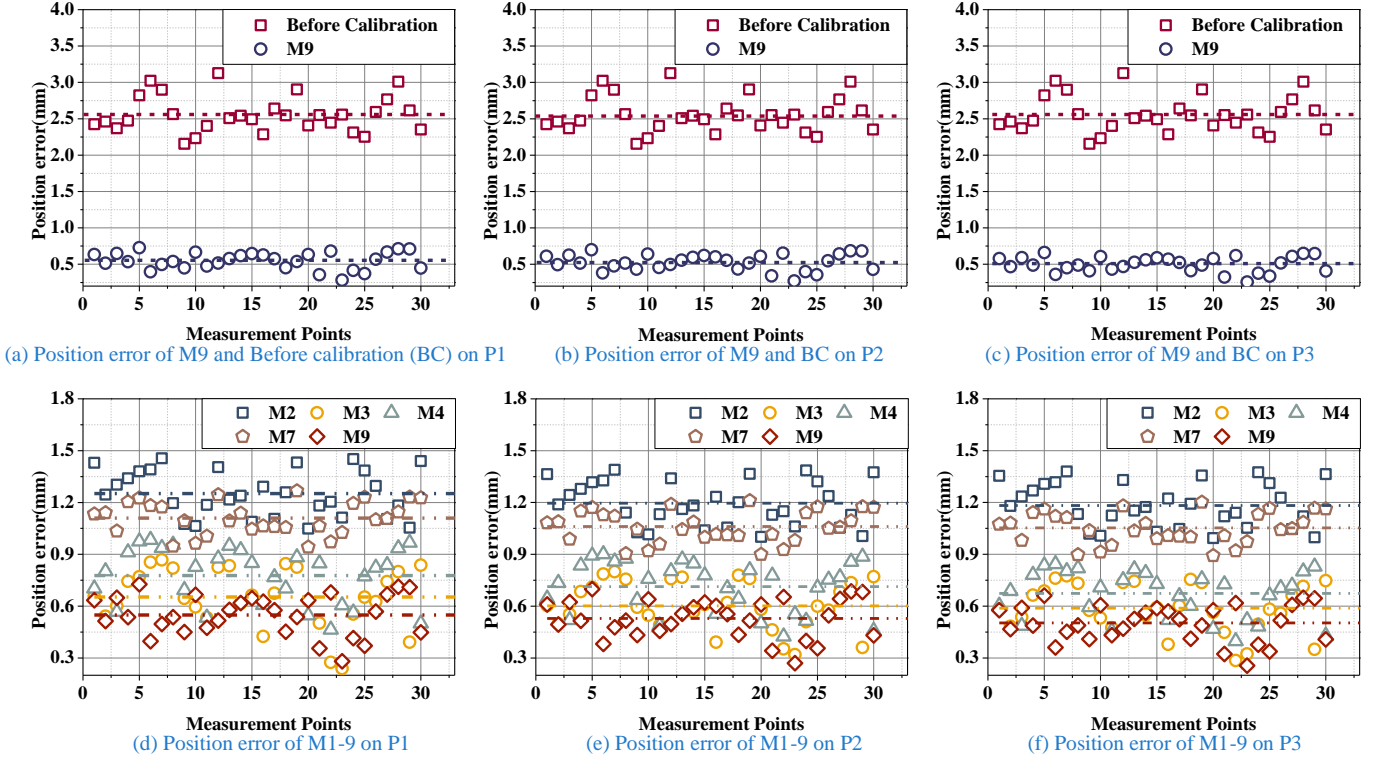 4.0
3.5
3.0
2.5
2.0
1.5
1.0
0.5
0.2
Position error(mm)
Before Calibration
M9
0 5 10 15 20 25 30
Measurement Points
(a) Position error of M9 and Before calibration (BC) on P1
4.0
3.5
3.0
2.5
2.0
1.5
1.0
0.5
0.2
Position error(mm)
Before Calibration
M9
0 5 10 15 20 25 30
Measurement Points
(b) Position error of M9 and BC on P2
4.0
3.5
3.0
2.5
2.0
1.5
1.0
0.5
0.2
Position error(mm)
Before Calibration
M9
0 5 10 15 20 25 30
Measurement Points
(c) Position error of M9 and BC on P3
1.8
1.5
1.2
0.9
0.6
0.3
Position error(mm)
M2 M3 M4
M7 M9
0 5 10 15 20 25 30
Measurement Points
(d) Position error of M1-9 on P1
1.8
1.5
1.2
0.9
0.6
0.3
Position error(mm)
M2 M3 M4
M7 M9
0 5 10 15 20 25 30
Measurement Points
(e) Position error of M1-9 on P2
1.8
1.5
1.2
0.9
0.6
0.3
Position error(mm)
M2 M3 M4
M7 M9
0 5 10 15 20 25 30
Measurement Points
(f) Position error of M1-9 on P3